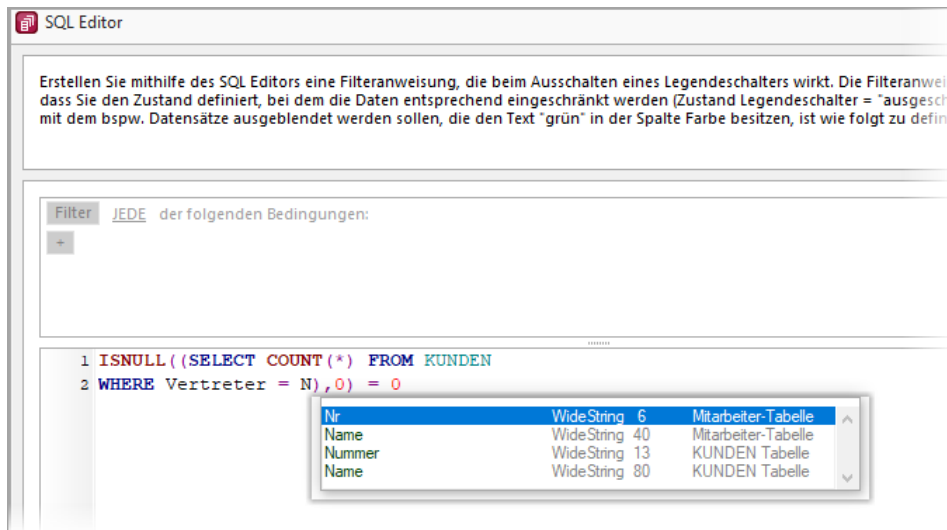 SQL Editor
Erstellen Sie mithilfe des SQL Editors eine Filteranweisung, die beim Ausschalten eines Legendeschalters wirkt. Die
dass Sie den Zustand definiert, bei dem die Daten entsprechend eingeschränkt werden (Zustand Legendeschalter =
mit dem bspw. Datensätze ausgeblendet werden sollen, die den Text "grün" in der Spalte Farbe besitzen, ist wie folgt zu
Filter JEDE der folgenden Bedingungen:
+
1 ISNULL((SELECT COUNT(*) FROM KUNDEN
2 WHERE Vertreter = N),0) = 0
Nr WideString 6 Mitarbeiter-Tabelle
Name WideString 40 Mitarbeiter-Tabelle
Nummer WideString 13 KUNDEN Tabelle
Name WideString 80 KUNDEN Tabelle